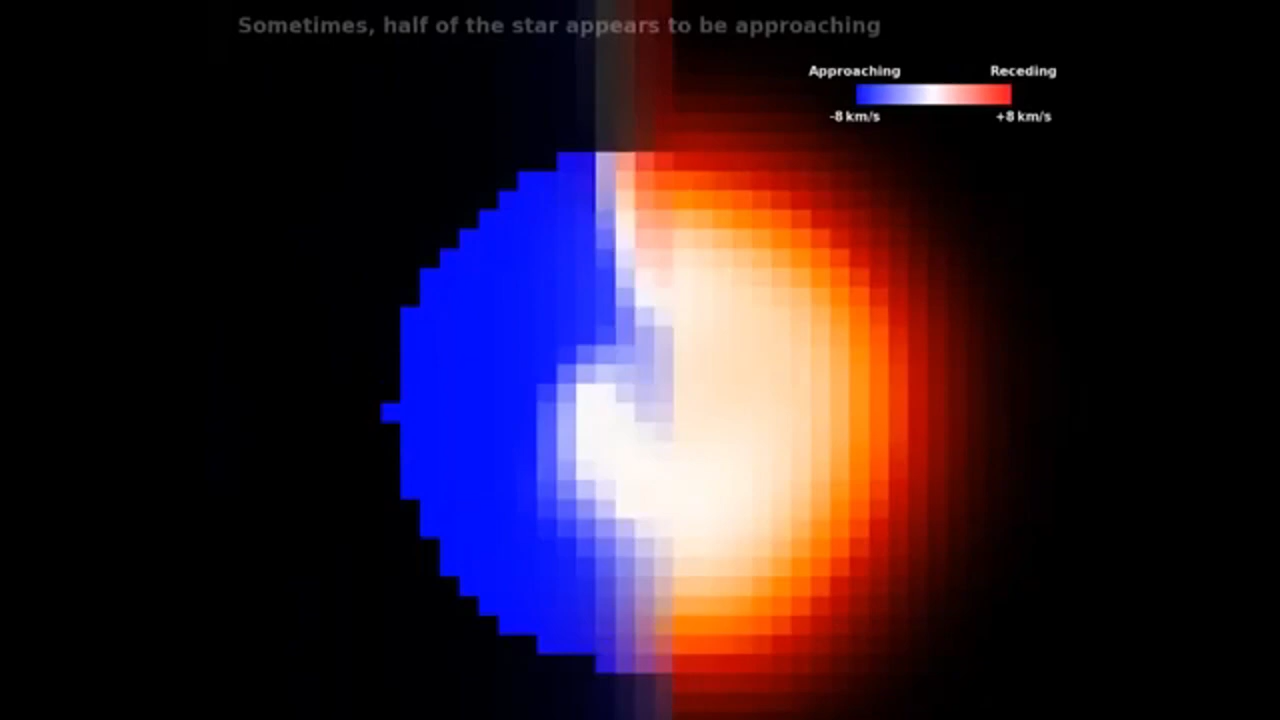 Sometimes, half of the star appears to be approaching
Approaching Receding
-8 km/s +8 km/s